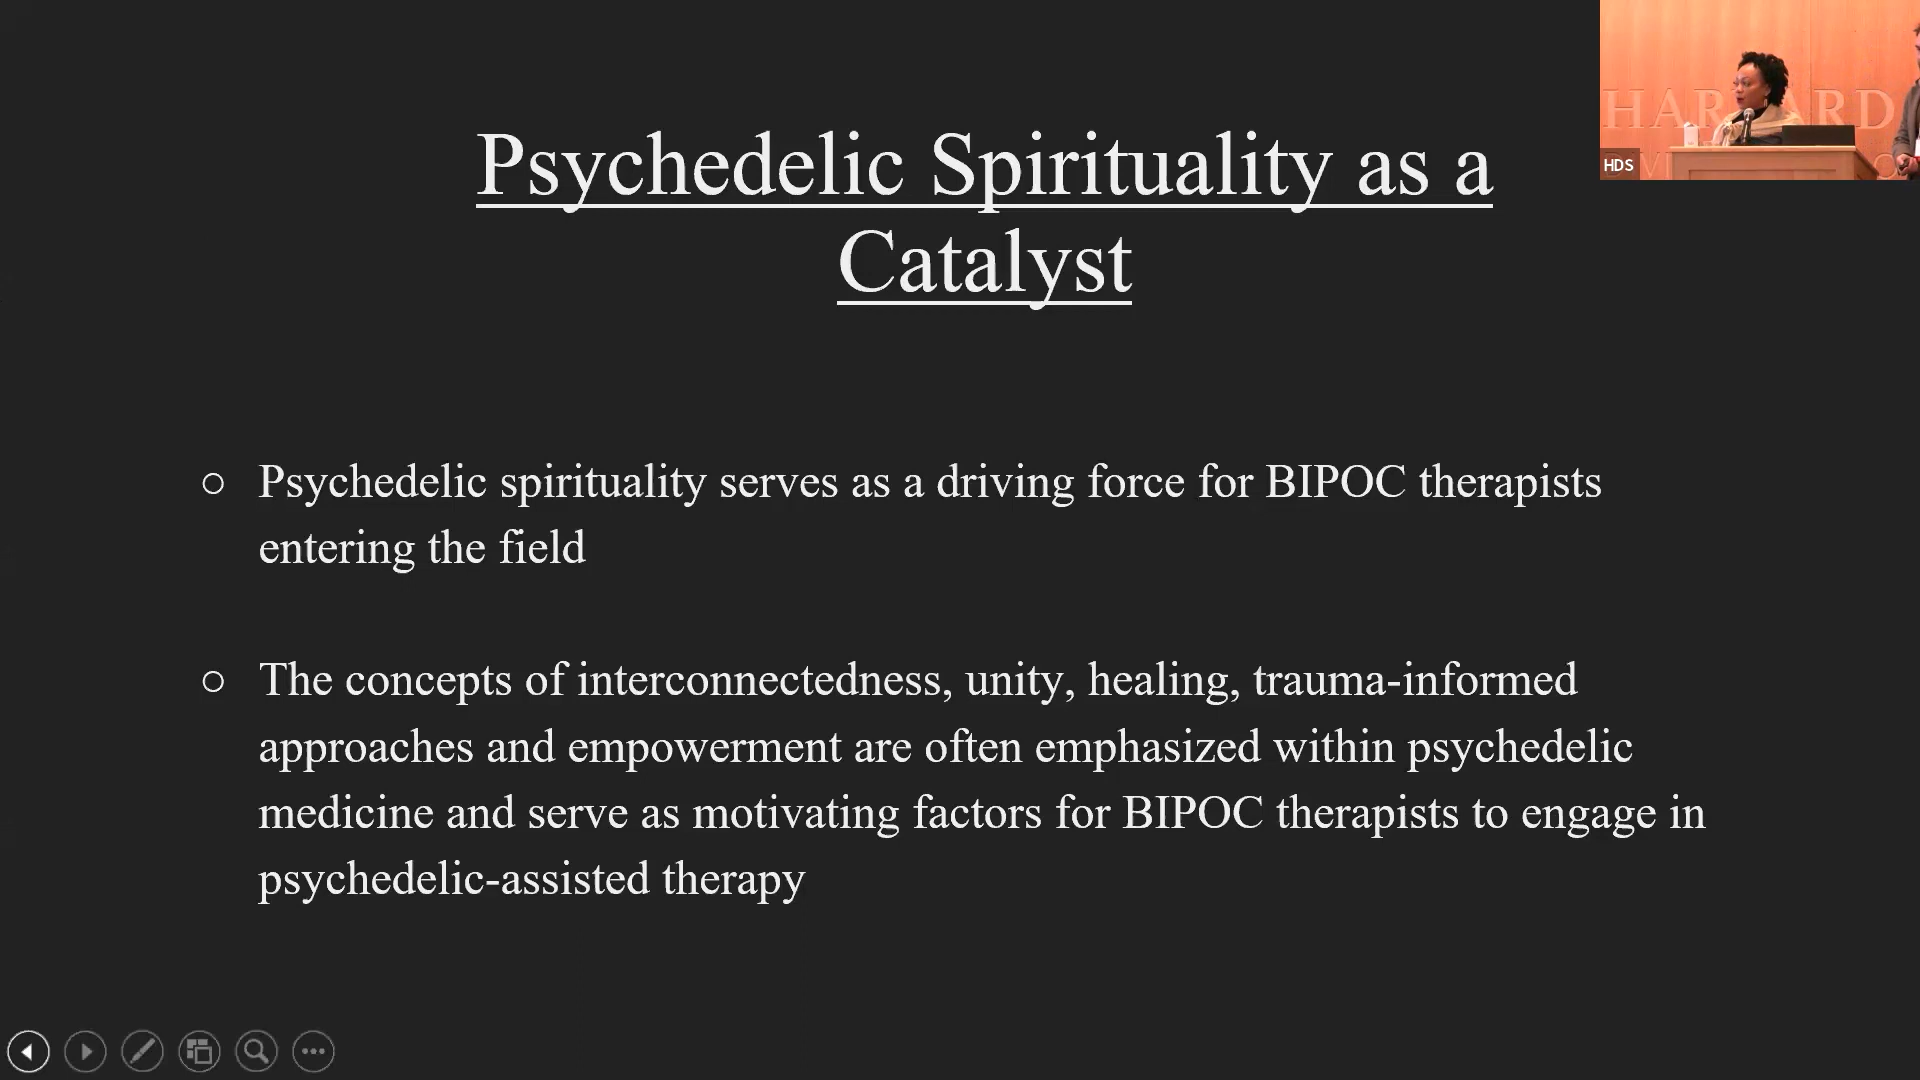 Psychedelic Spirituality as a
Catalyst
HARVARD
HDS
○ Psychedelic spirituality serves as a driving force for BIPOC therapists
entering the field
○ The concepts of interconnectedness, unity, healing, trauma-informed
approaches and empowerment are often emphasized within psychedelic
medicine and serve as motivating factors for BIPOC therapists to engage in
psychedelic-assisted therapy